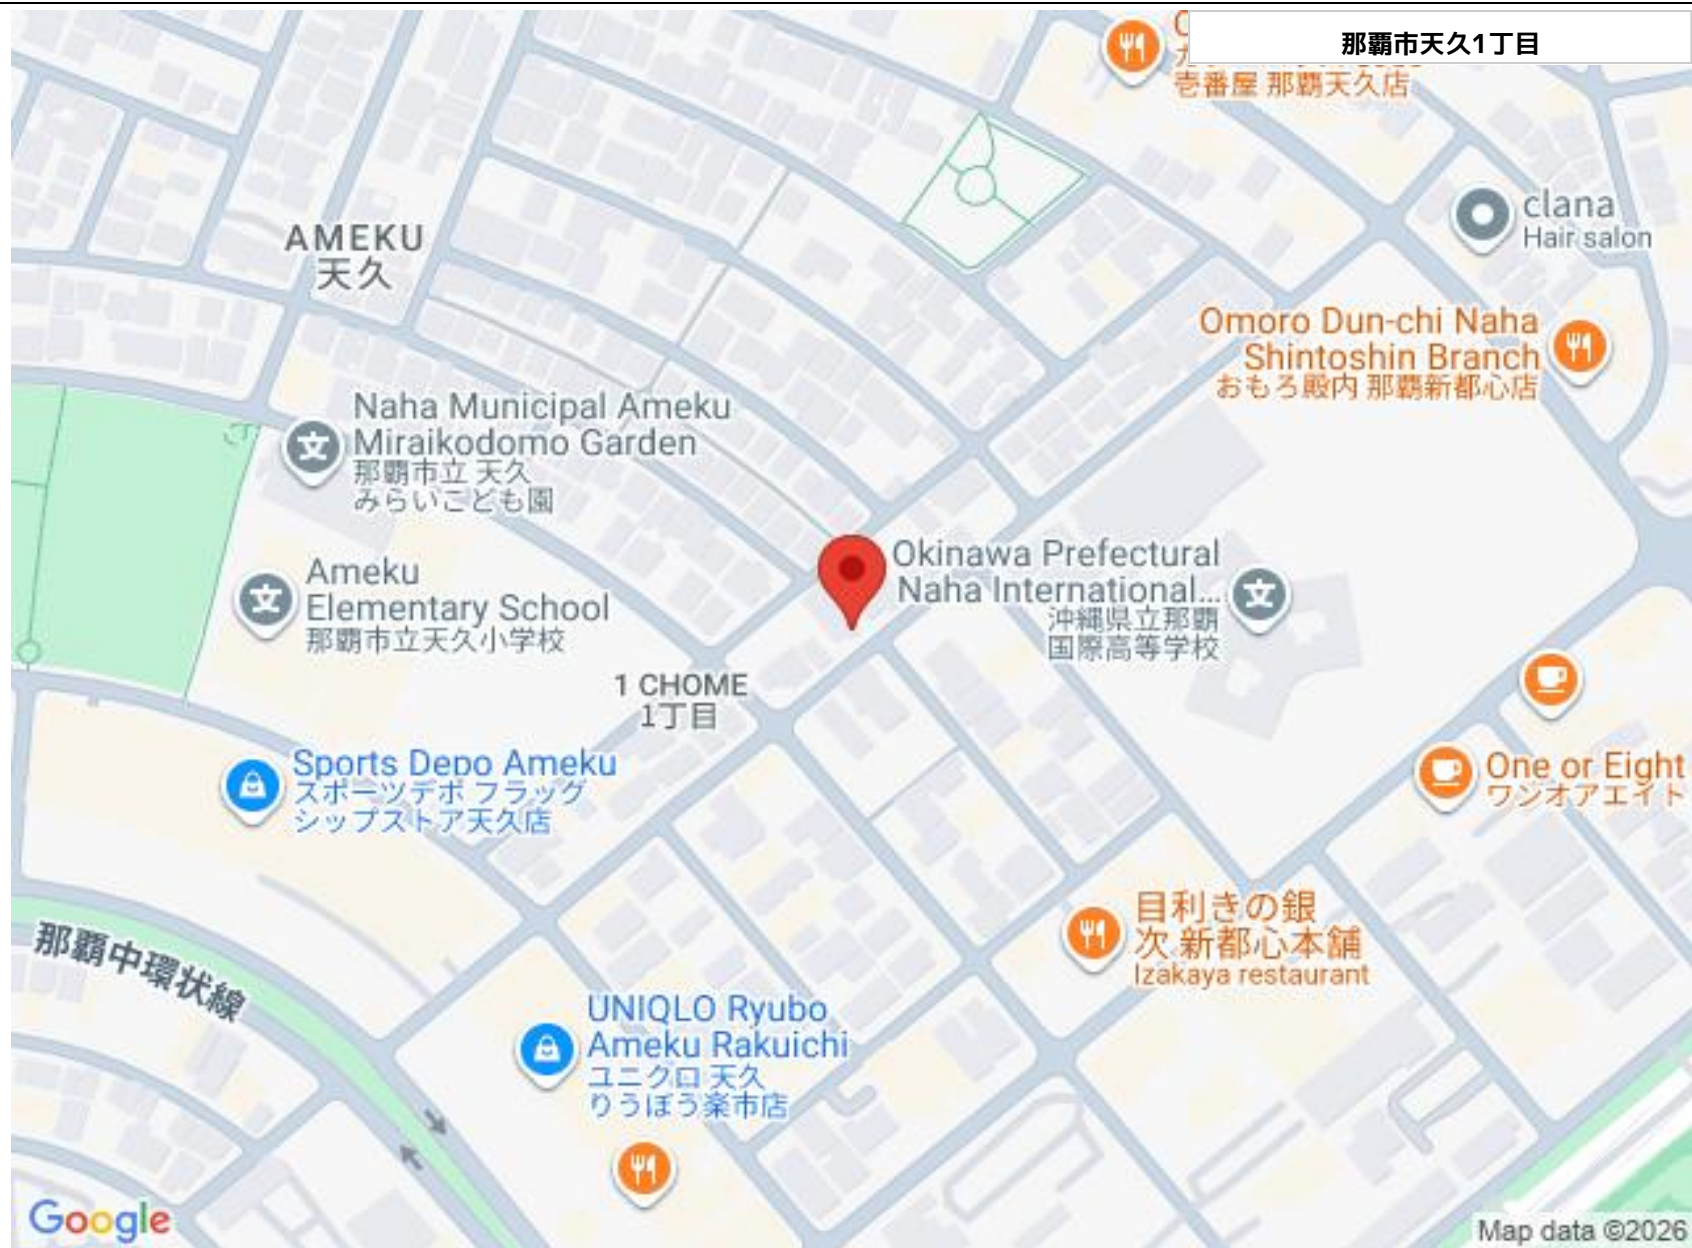 那覇市天久1丁目
壱番屋 那覇天久店
clana
Hair salon
AMEKU
天久
Omoro Dun-chi Naha
Shintoshin Branch
おもろ殿内 那覇新都心店
Naha Municipal Ameku
Miraikodomo Garden
那覇市立 天久
みらいこども園
Okinawa Prefectural
Naha International...
沖縄県立那覇
国際高等学校
Ameku
Elementary School
那覇市立天久小学校
1 CHOME
1丁目
Sports Depo Ameku
スポーツデポ フラッグ
シップストア天久店
One or Eight
ワンオアエイト
目利きの銀
次 新都心本舗
Izakaya restaurant
那覇中環状線
UNIQLO Ryubo
Ameku Rakuichi
ユニクロ 天久
りうぼう楽市店
Google
Map data ©2026